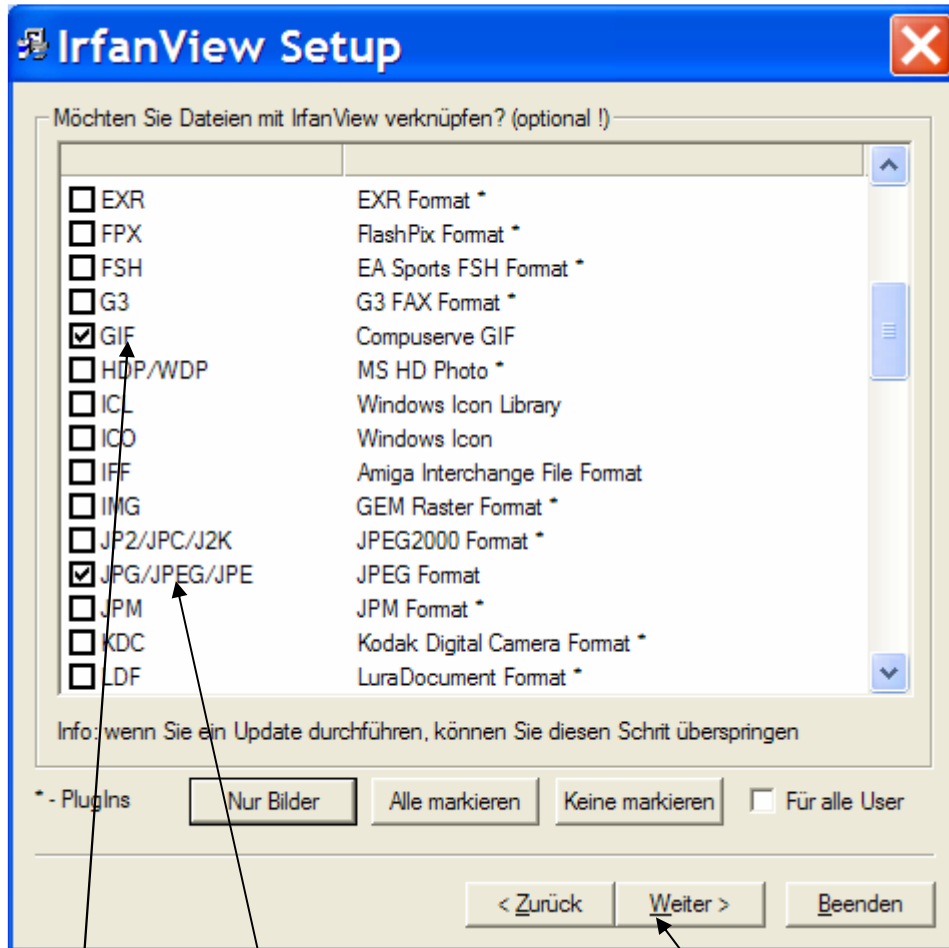 IrfanView Setup
Möchten Sie Dateien mit IrfanView verknüpfen? (optional !)
EXR EXR Format *
FPX FlashPix Format *
FSH EA Sports FSH Format *
G3 G3 FAX Format *
GIF Compuserve GIF
HDP/WDP MS HD Photo *
ICL Windows Icon Library
ICO Windows Icon
IFF Amiga Interchange File Format
IMG GEM Raster Format *
JP2/JPC/J2K JPEG2000 Format *
JPG/JPEG/JPE JPEG Format
JPM JPM Format *
KDC Kodak Digital Camera Format *
LDF LuraDocument Format *
Info: wenn Sie ein Update durchführen, können Sie diesen Schrit überspringen
* - PlugIns Nur Bilder Alle markieren Keine markieren Für alle User
< Zurück Weiter > Beenden